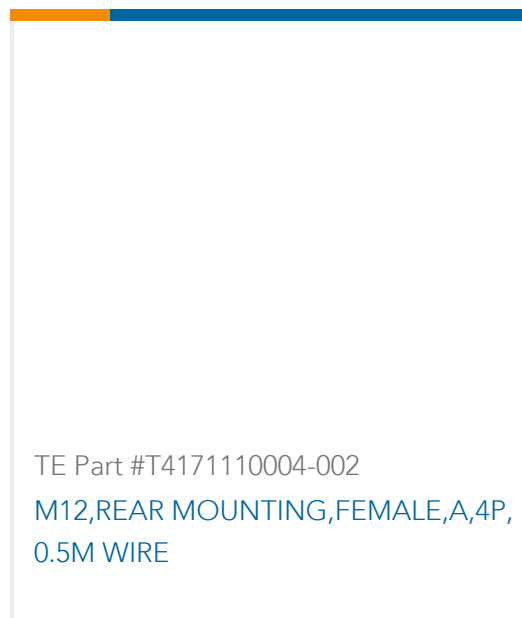 TE Part #T4171110004-002
M12,REAR MOUNTING,FEMALE,A,4P,
0.5M WIRE